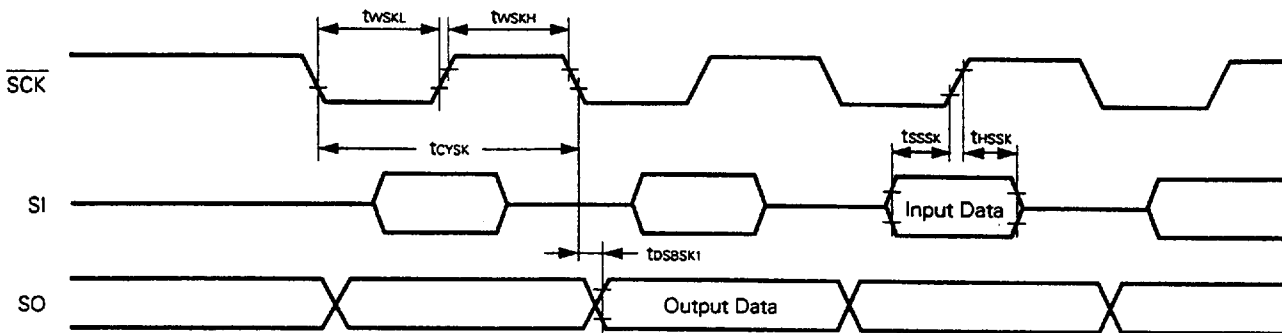 tWSKL
tWSKH
SCK
tCYSK
tSSSK
tHSSK
SI
Input Data
tDSBSK1
SO
Output Data